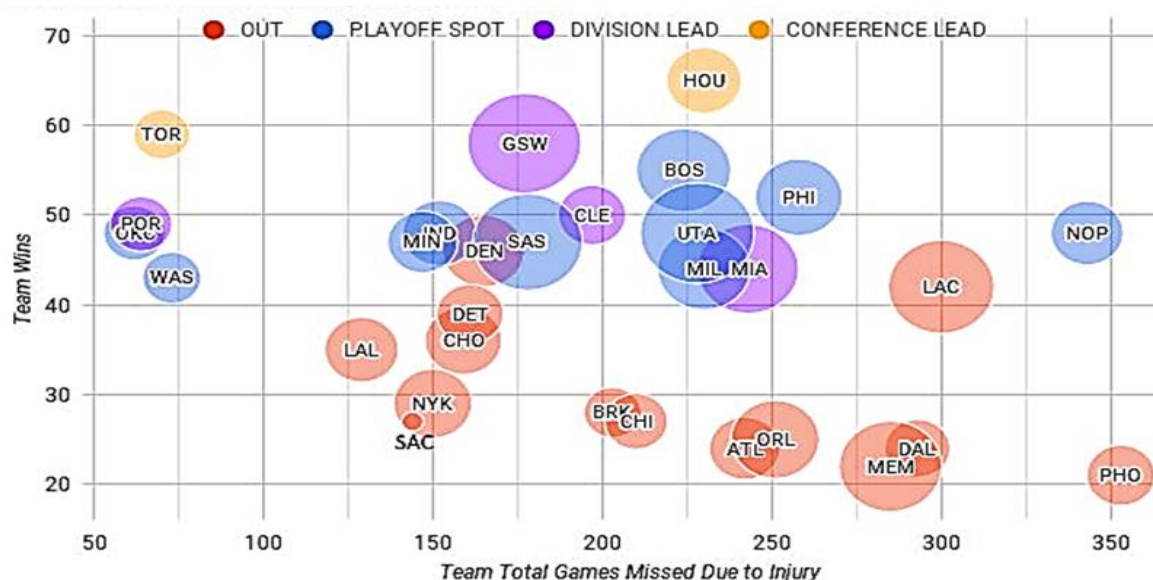 OUT PLAYOFF SPOT DIVISION LEAD CONFERENCE LEAD
70
HOU
60
TOR
GSW
BOS
PHI
50
CLE
POR
OKC
IND
MIN
DEN
SAS
UTA
NOP
WAS
MIL
MIA
LAC
40
DET
CHO
LAL
30
NYK
BRK
CHI
SAC
ATL
ORL
DAL
MEM
PHO
20
50 100 150 200 250 300 350
Team Wins
Team Total Games Missed Due to Injury